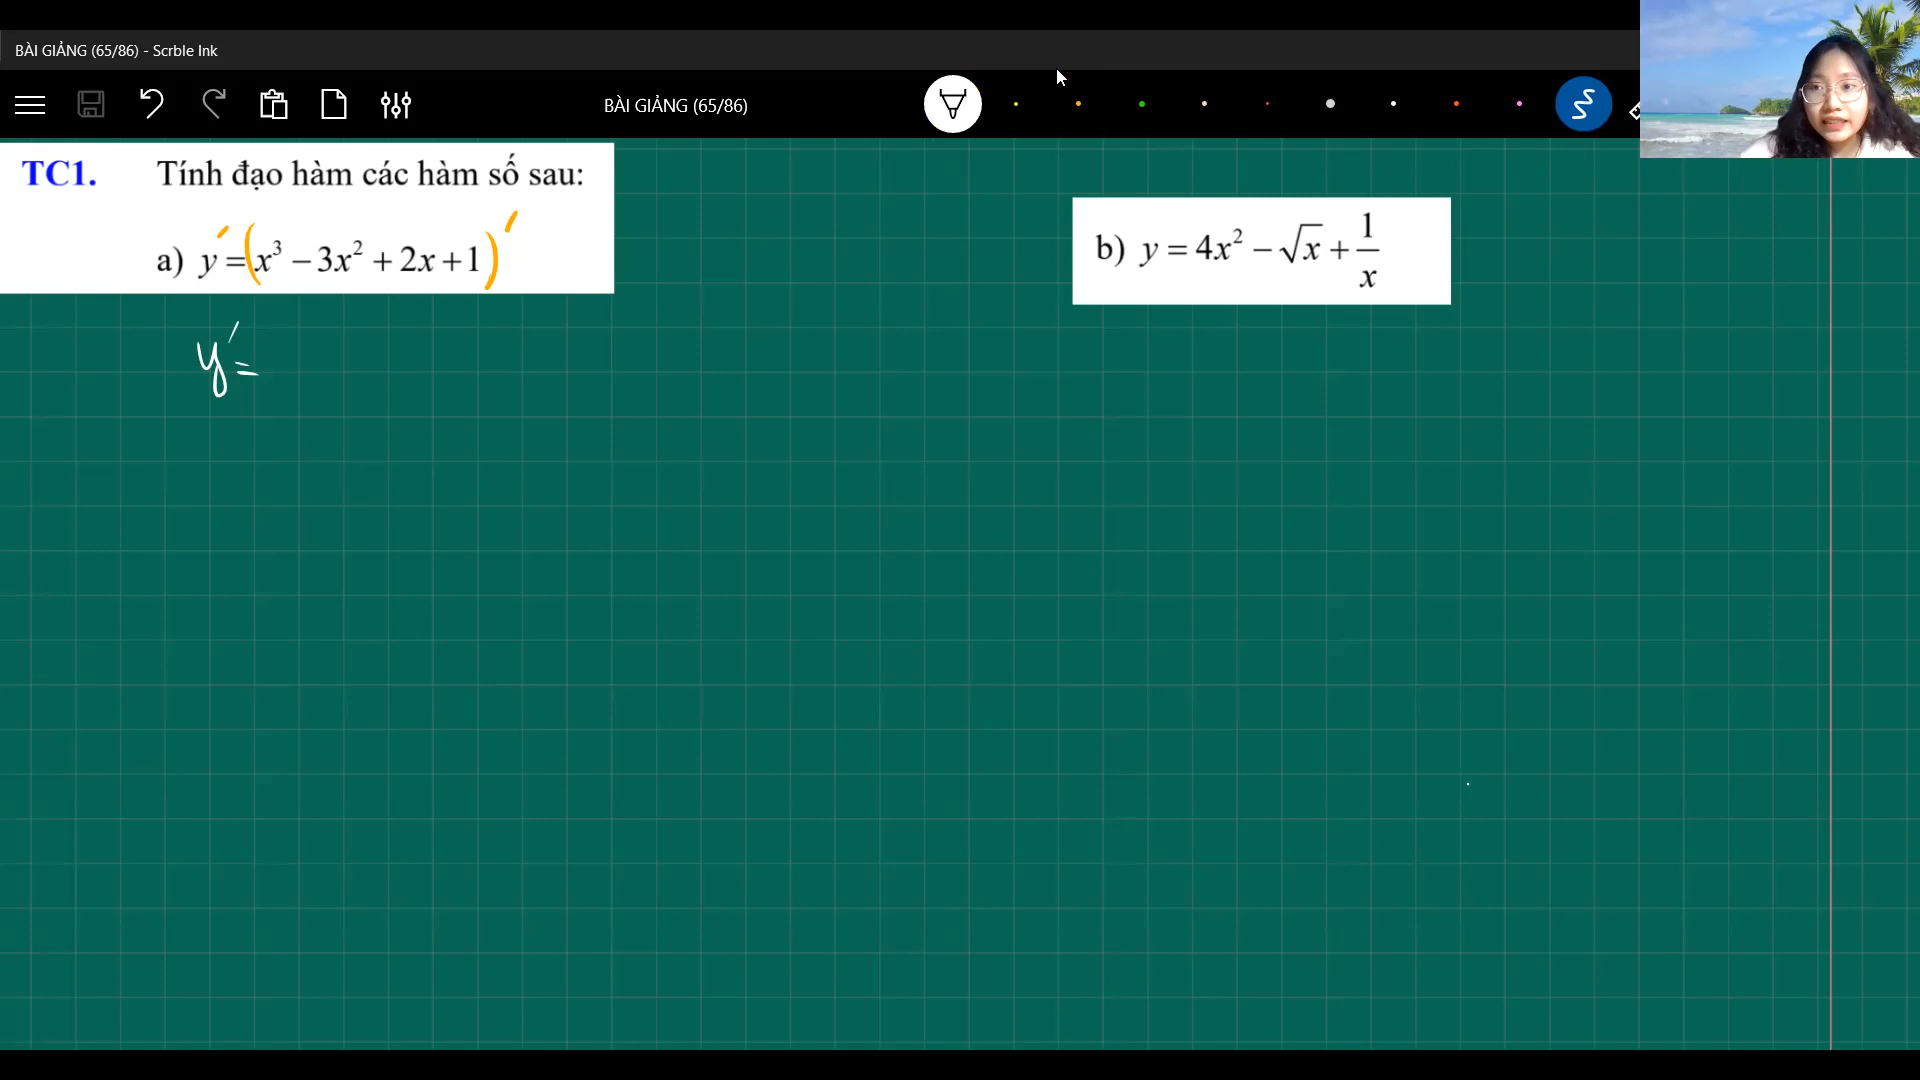 BÀI GIẢNG (65/86) - Scrble Ink
BÀI GIẢNG (65/86)
TC1. Tính đạo hàm các hàm số sau:
a) y' = (x³ − 3x² + 2x + 1)'
b) y = 4x² − √x + 1/x
y' =